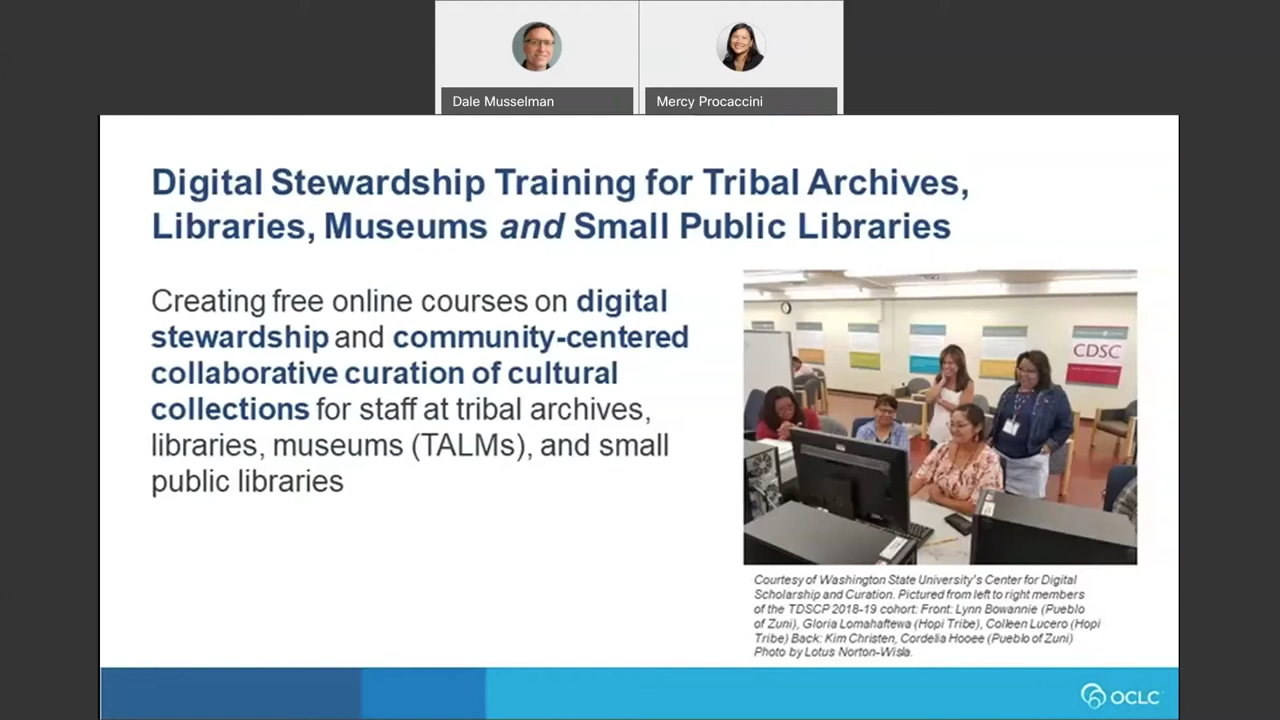 Dale Musselman
Mercy Procaccini
Digital Stewardship Training for Tribal Archives,
Libraries, Museums and Small Public Libraries
Creating free online courses on digital
stewardship and community-centered
collaborative curation of cultural
collections for staff at tribal archives,
libraries, museums (TALMs), and small
public libraries
CDSC
Courtesy of Washington State University's Center for Digital
Scholarship and Curation. Pictured from left to right members
of the TDSCP 2018-19 cohort: Front: Lynn Bowannie (Pueblo
of Zuni), Gloria Lomahaftewa (Hopi Tribe), Colleen Lucero (Hopi
Tribe) Back: Kim Christen, Cordelia Hooee (Pueblo of Zuni)
Photo by Lotus Norton-Wisla.
OCLC